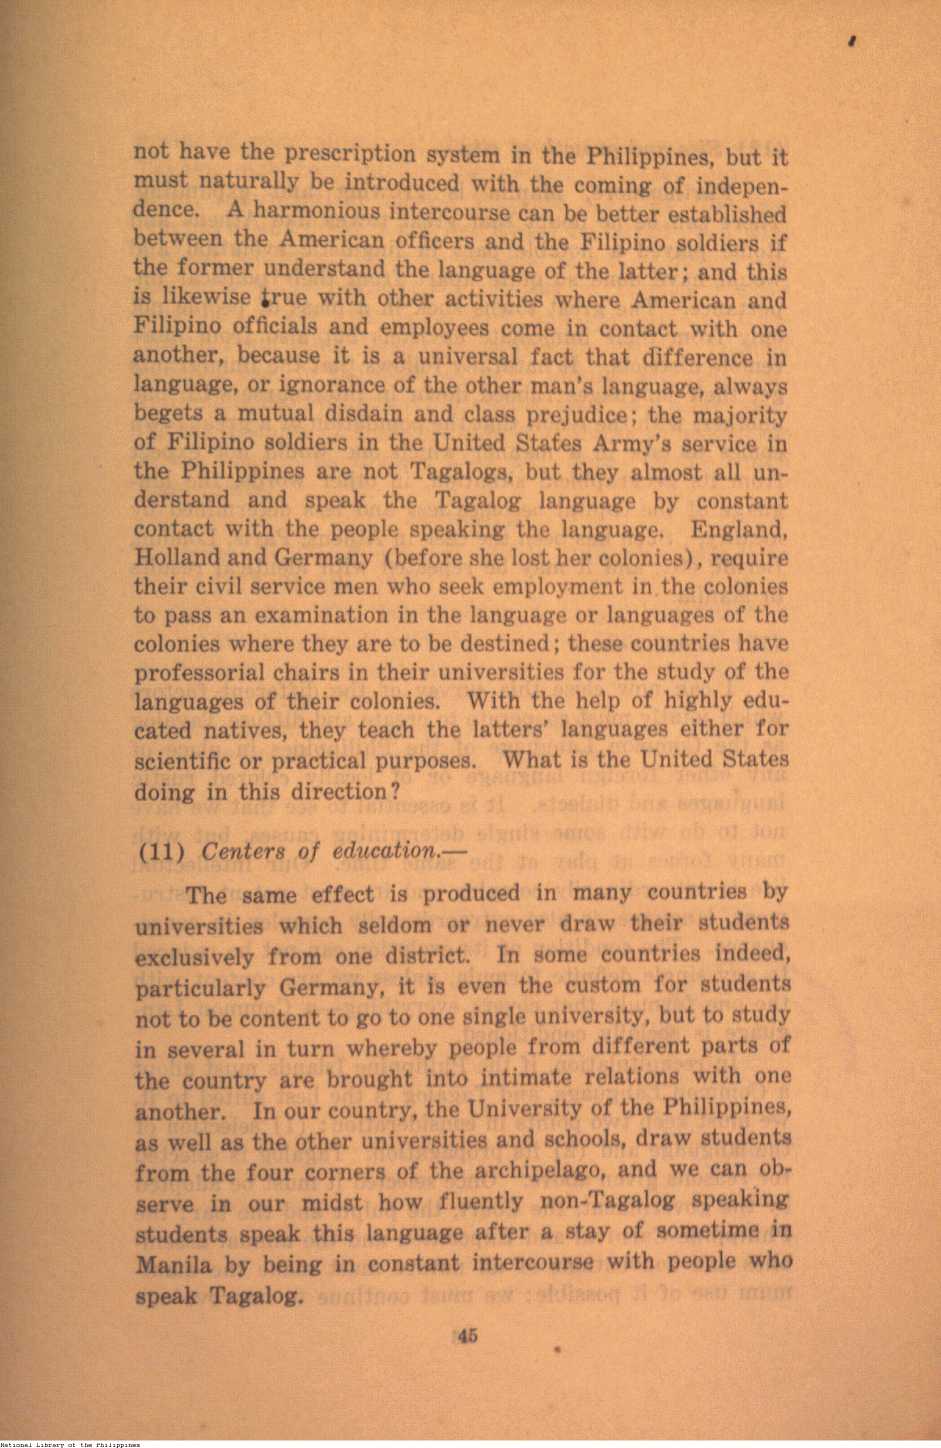 not have the prescription system in the Philippines, but it
must naturally be introduced with the coming of indepen-
dence. A harmonious intercourse can be better established
between the American officers and the Filipino soldiers if
the former understand the language of the latter; and this
is likewise true with other activities where American and
Filipino officials and employees come in contact with one
another, because it is a universal fact that difference in
language, or ignorance of the other man's language, always
begets a mutual disdain and class prejudice; the majority
of Filipino soldiers in the United States Army's service in
the Philippines are not Tagalogs, but they almost all un-
derstand and speak the Tagalog language by constant
contact with the people speaking the language. England,
Holland and Germany (before she lost her colonies), require
their civil service men who seek employment in the colonies
to pass an examination in the language or languages of the
colonies where they are to be destined; these countries have
professorial chairs in their universities for the study of the
languages of their colonies. With the help of highly edu-
cated natives, they teach the latters' languages either for
scientific or practical purposes. What is the United States
doing in this direction?
(11) Centers of education.—
The same effect is produced in many countries by
universities which seldom or never draw their students
exclusively from one district. In some countries indeed,
particularly Germany, it is even the custom for students
not to be content to go to one single university, but to study
in several in turn whereby people from different parts of
the country are brought into intimate relations with one
another. In our country, the University of the Philippines,
as well as the other universities and schools, draw students
from the four corners of the archipelago, and we can ob-
serve in our midst how fluently non-Tagalog speaking
students speak this language after a stay of sometime in
Manila by being in constant intercourse with people who
speak Tagalog.
45
National Library of the Philippines